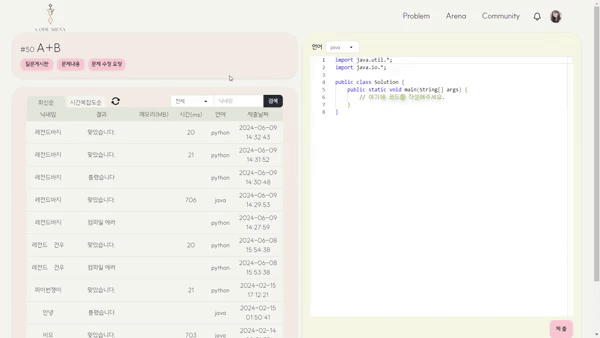 CODE MUSA
Problem Arena Community
#50 A+B
질문게시판 문제내용 문제 수정 요청
최신순 시간복잡도순 전체 닉네임 검색
닉네임 결과 메모리(MB) 시간(ms) 언어 제출날짜
레전드바지 맞았습니다. 20 python 2024-06-09 14:32:43
레전드바지 맞았습니다. 21 python 2024-06-09 14:31:52
레전드바지 틀렸습니다 python 2024-06-09 14:30:48
레전드바지 맞았습니다. 706 java 2024-06-09 14:29:53
레전드바지 컴파일 에러 python 2024-06-09 14:27:59
레전드 건우 맞았습니다. 20 python 2024-06-08 15:54:38
레전드 건우 컴파일 에러 python 2024-06-08 15:53:38
파이썬쟁이 맞았습니다. 21 python 2024-02-15 17:12:21
안녕 틀렸습니다 java 2024-02-15 01:50:41
비모 맞았습니다. 703 java 2024-02-14
언어 java
1 import java.util.*;
2 import java.io.*;
3
4 public class Solution {
5 public static void main(String[] args) {
6 // 여기에 코드를 작성해주세요.
7 }
8 }
제 출